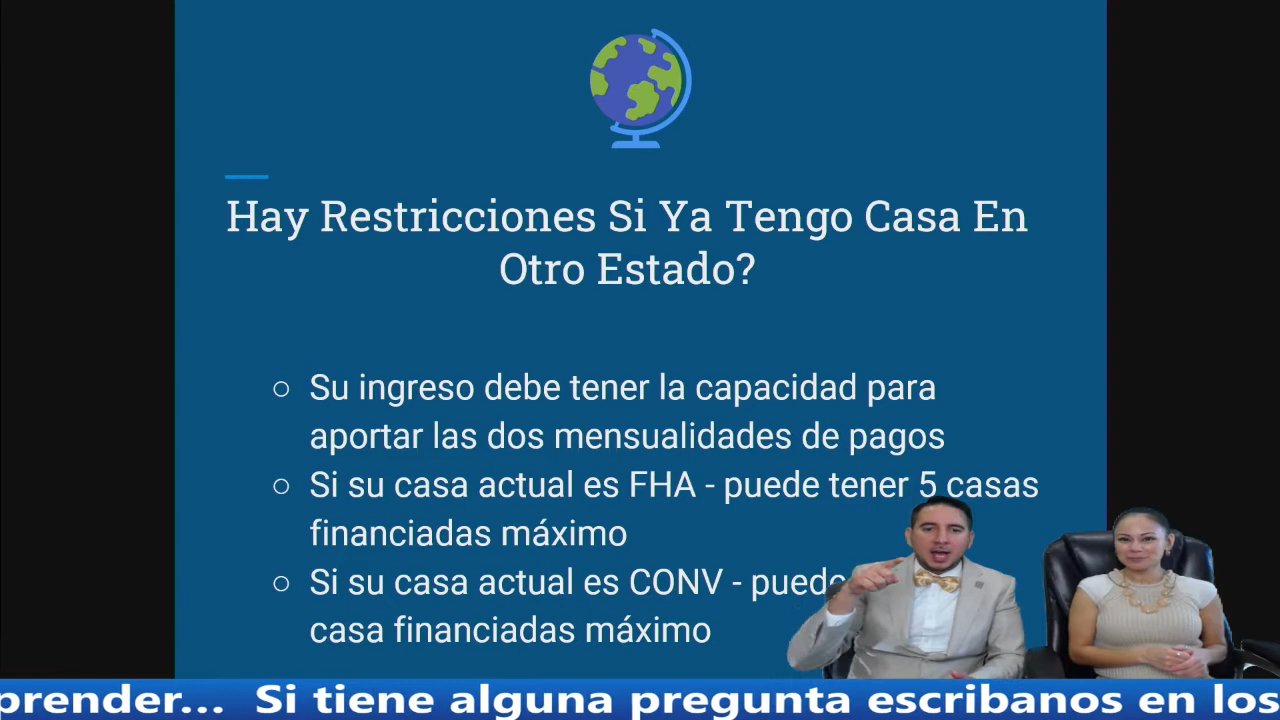 Hay Restricciones Si Ya Tengo Casa En
Otro Estado?
Su ingreso debe tener la capacidad para
aportar las dos mensualidades de pagos
Si su casa actual es FHA - puede tener 5 casas
financiadas máximo
Si su casa actual es CONV - puede
casa financiadas máximo
prender... Si tiene alguna pregunta escribanos en los